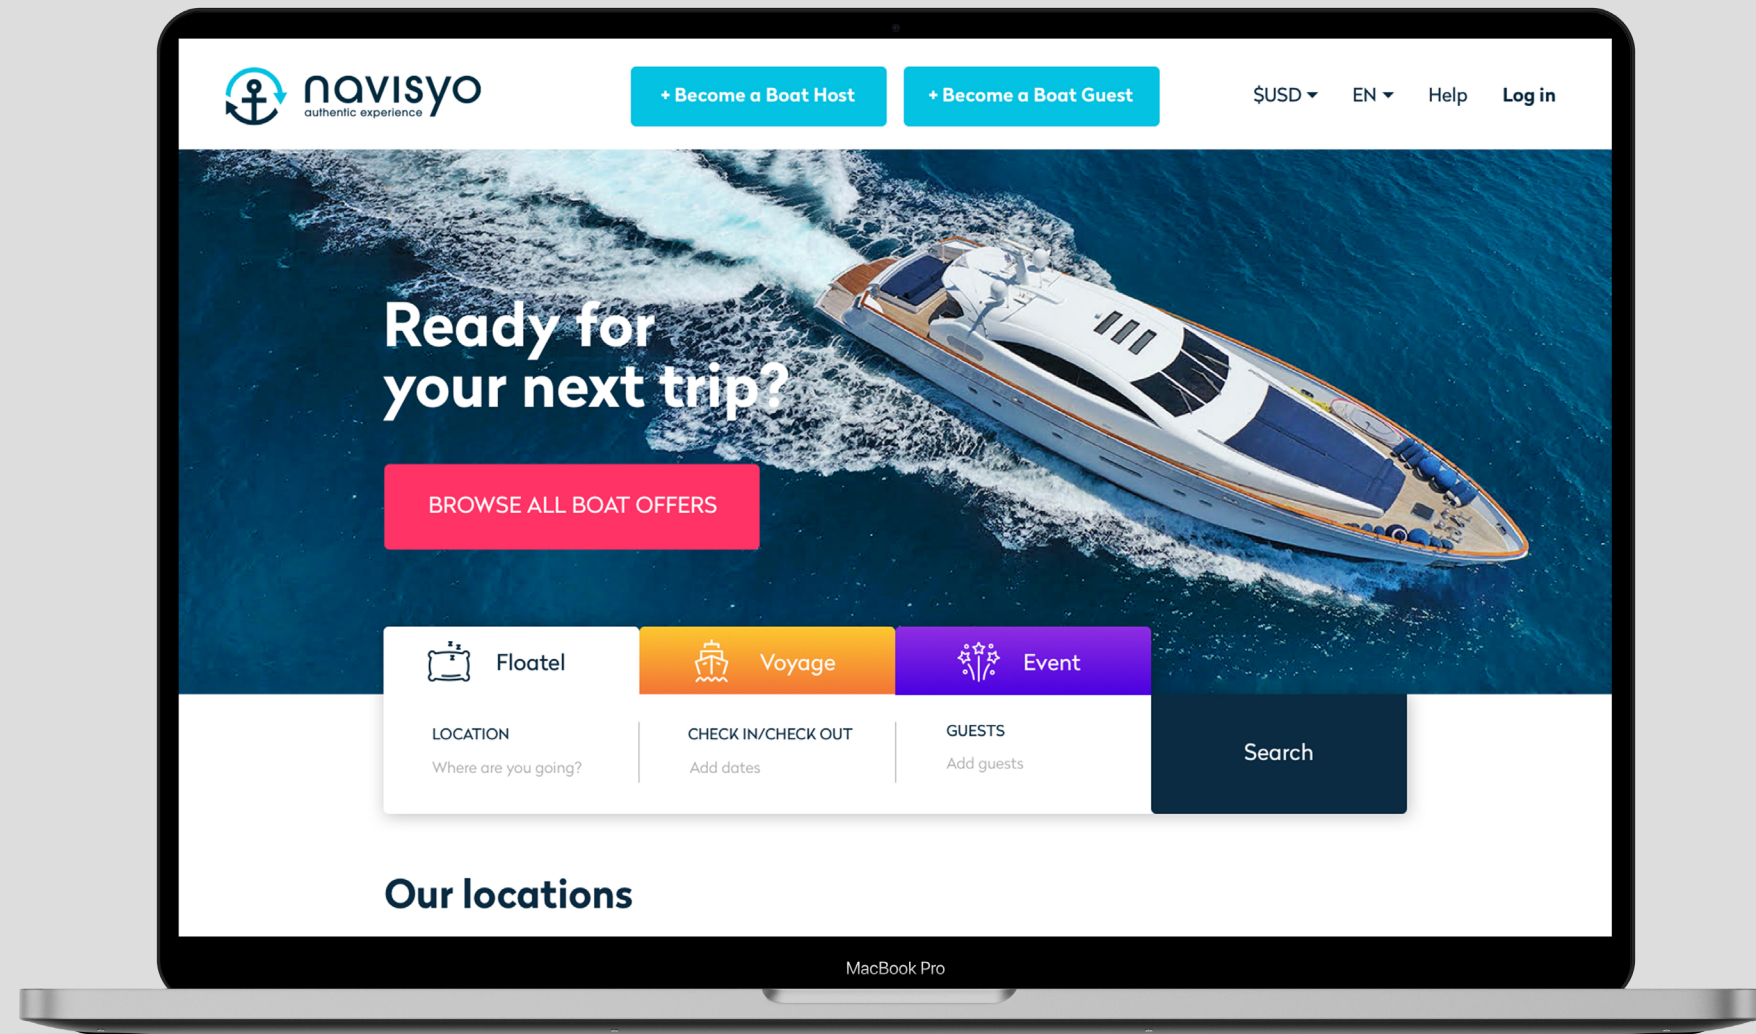 navisyo
authentic experience
+ Become a Boat Host
+ Become a Boat Guest
$USD
EN
Help
Log in
Ready for
your next trip?
BROWSE ALL BOAT OFFERS
z z
z
Floatel
Voyage
Event
LOCATION
CHECK IN/CHECK OUT
GUESTS
Where are you going?
Add dates
Add guests
Search
Our locations
MacBook Pro